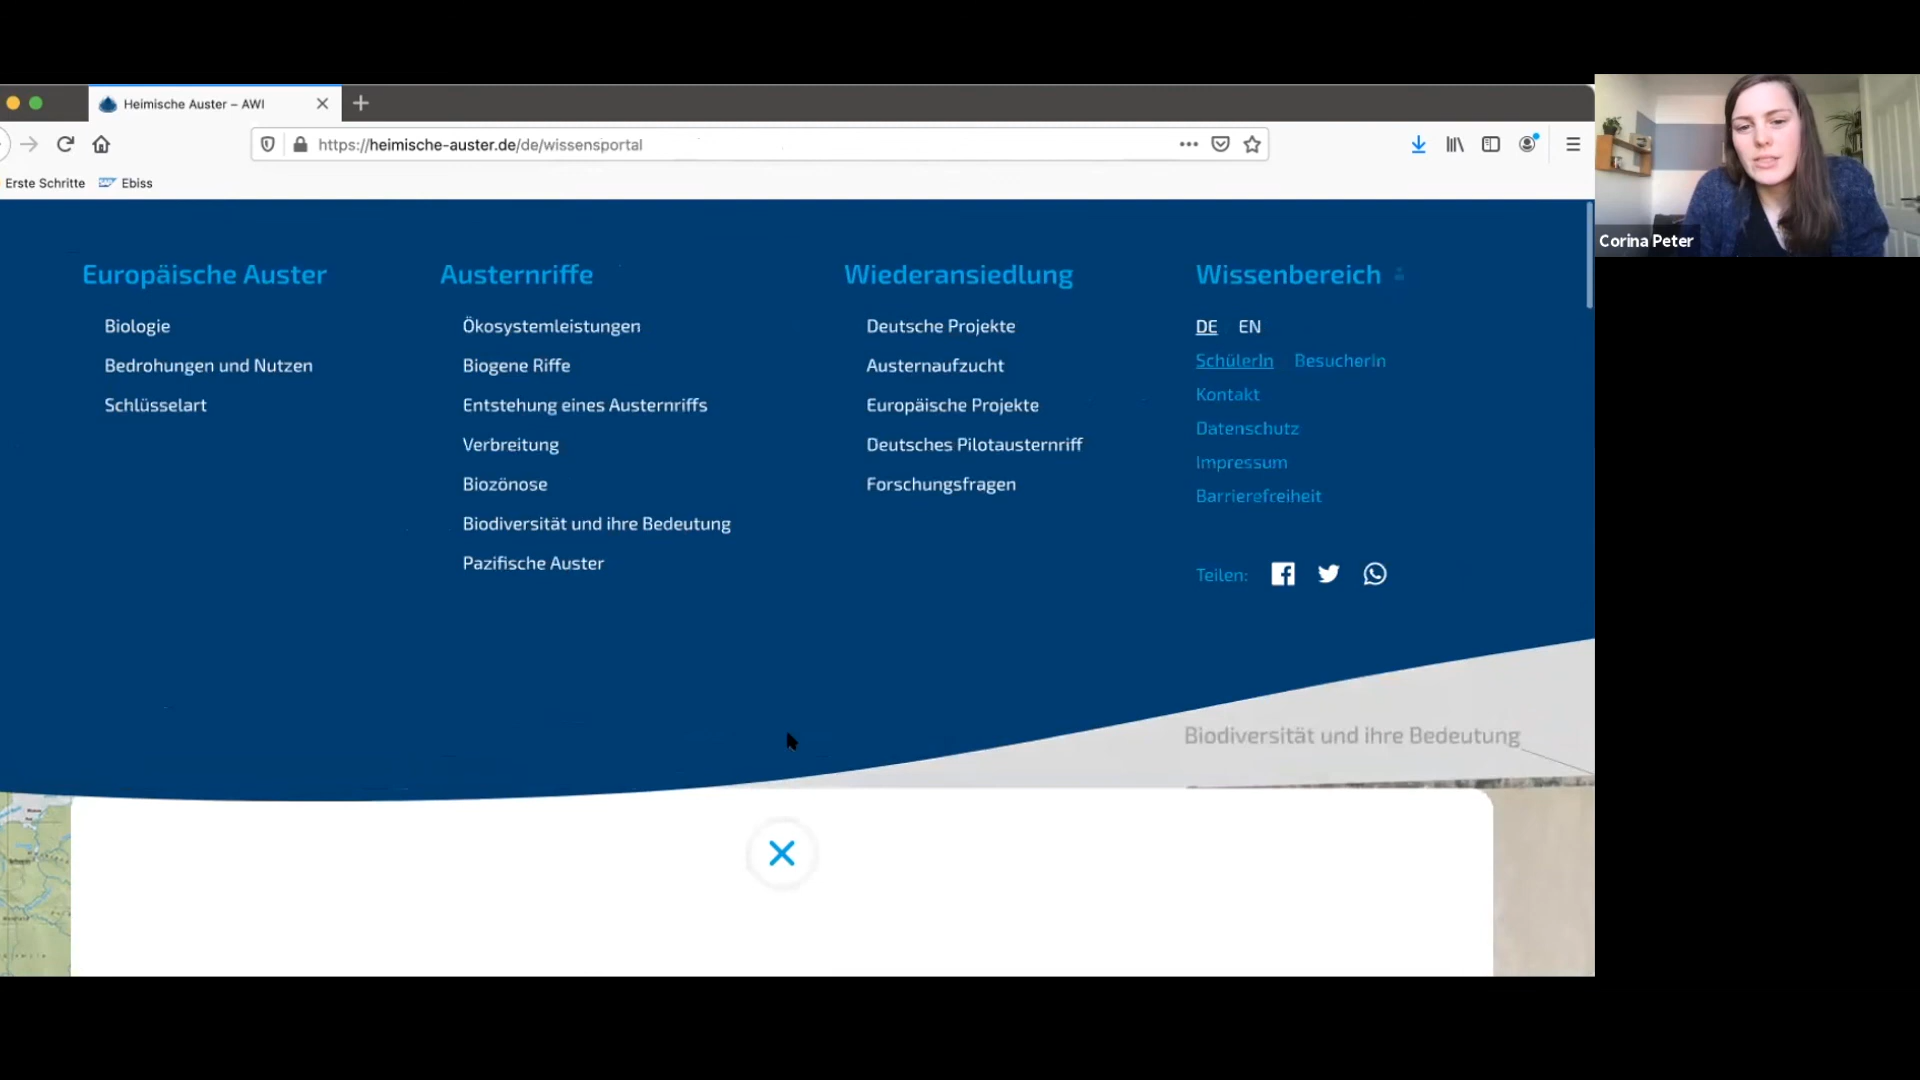 Heimische Auster – AWI
https://heimische-auster.de/de/wissensportal
Erste Schritte Ebiss
Corina Peter
Europäische Auster
Biologie
Bedrohungen und Nutzen
Schlüsselart
Austernriffe
Ökosystemleistungen
Biogene Riffe
Entstehung eines Austernriffs
Verbreitung
Biozönose
Biodiversität und ihre Bedeutung
Pazifische Auster
Wiederansiedlung
Deutsche Projekte
Austernaufzucht
Europäische Projekte
Deutsches Pilotausternriff
Forschungsfragen
Wissenbereich
DE EN
SchülerIn BesucherIn
Kontakt
Datenschutz
Impressum
Barrierefreiheit
Teilen:
Biodiversität und ihre Bedeutung